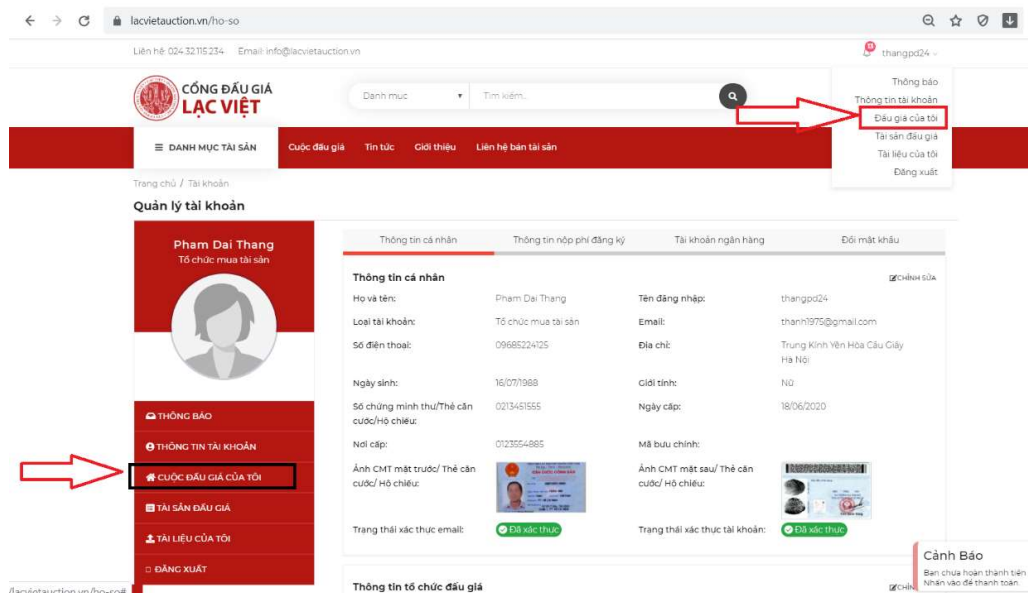 lacvietauction.vn/ho-so
Liên hệ: 024.32.115.234 Email: info@lacvietauction.vn
13
thangpd24
CỔNG ĐẤU GIÁ
LẠC VIỆT
Danh mục
Tìm kiếm..
Thông báo
Thông tin tài khoản
Đấu giá của tôi
Tài sản đấu giá
Tài liệu của tôi
Đăng xuất
DANH MỤC TÀI SẢN Cuộc đấu giá Tin tức Giới thiệu Liên hệ bán tài sản
Trang chủ / Tài khoản
Quản lý tài khoản
Pham Dai Thang
Tổ chức mua tài sản
THÔNG BÁO
THÔNG TIN TÀI KHOẢN
CUỘC ĐẤU GIÁ CỦA TÔI
TÀI SẢN ĐẤU GIÁ
TÀI LIỆU CỦA TÔI
ĐĂNG XUẤT
Thông tin cá nhân Thông tin nộp phí đăng ký Tài khoản ngân hàng Đổi mật khẩu
Thông tin cá nhân CHỈNH SỬA
Họ và tên: Pham Dai Thang Tên đăng nhập: thangpd24
Loại tài khoản: Tổ chức mua tài sản Email: thanh1975@gmail.com
Số điện thoại: 09685224125 Địa chỉ: Trung Kính Yên Hòa Cầu Giấy
Hà Nội
Ngày sinh: 16/07/1988 Giới tính: Nữ
Số chứng minh thư/Thẻ căn cước/Hộ chiếu: 0213451555 Ngày cấp: 18/06/2020
Nơi cấp: 0123554885 Mã bưu chính:
Ảnh CMT mặt trước/ Thẻ căn cước/ Hộ chiếu: Ảnh CMT mặt sau/ Thẻ căn cước/ Hộ chiếu:
Trạng thái xác thực email: Đã xác thực Trạng thái xác thực tài khoản: Đã xác thực
Thông tin tổ chức đấu giá CHỈN
Cảnh Báo
Bạn chưa hoàn thành tiền
Nhấn vào để thanh toán.
/lacvietauction.vn/ho-so#